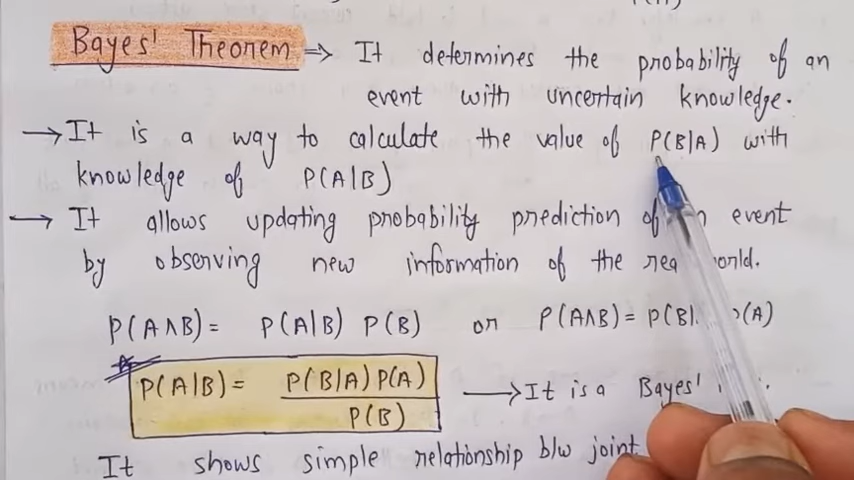 Bayes' Theorem → It determines the probability of an
event with uncertain knowledge.
→ It is a way to calculate the value of P(B|A) with
knowledge of P(A|B)
→ It allows updating probability prediction of event
by observing new information of the world.
P(A∧B) = P(A|B) P(B) or P(A∧B) = P(B| P(A)
P(A|B) = P(B|A) P(A) / P(B) → It is a Bayes'
It shows simple relationship b/w joint